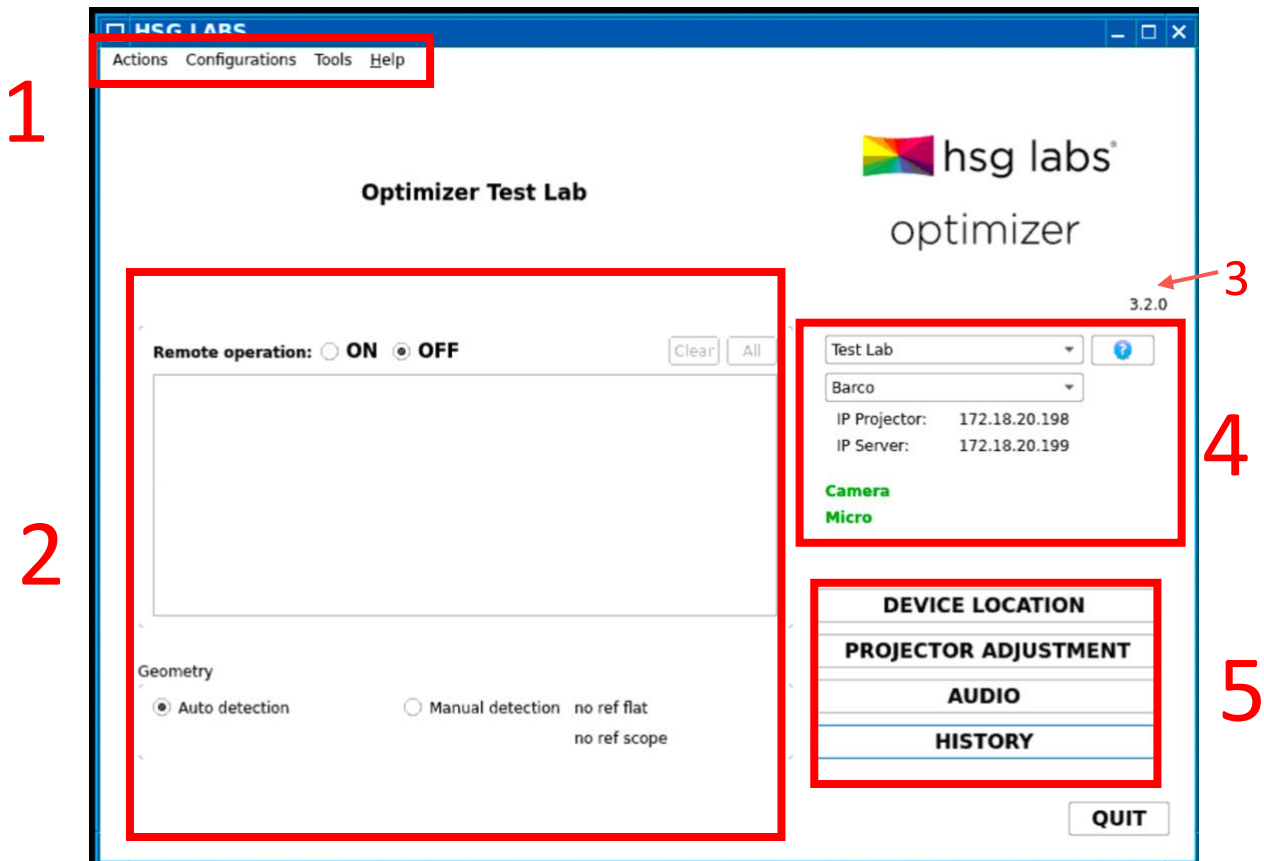 HSG LABS
Actions Configurations Tools Help
1
hsg labs®
optimizer
Optimizer Test Lab
3
3.2.0
Remote operation: ON OFF Clear All
Test Lab ?
Barco
IP Projector: 172.18.20.198
IP Server: 172.18.20.199
4
Camera
Micro
2
DEVICE LOCATION
PROJECTOR ADJUSTMENT
AUDIO
HISTORY
5
Geometry
Auto detection Manual detection no ref flat
no ref scope
QUIT